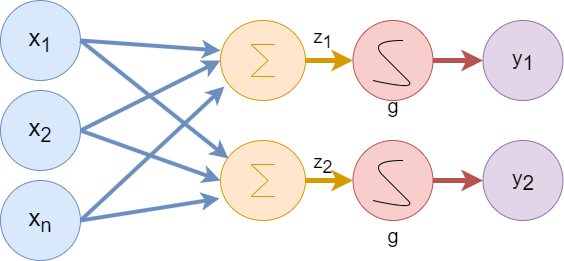 x1
x2
xn
∑
z1
g
y1
∑
z2
g
y2